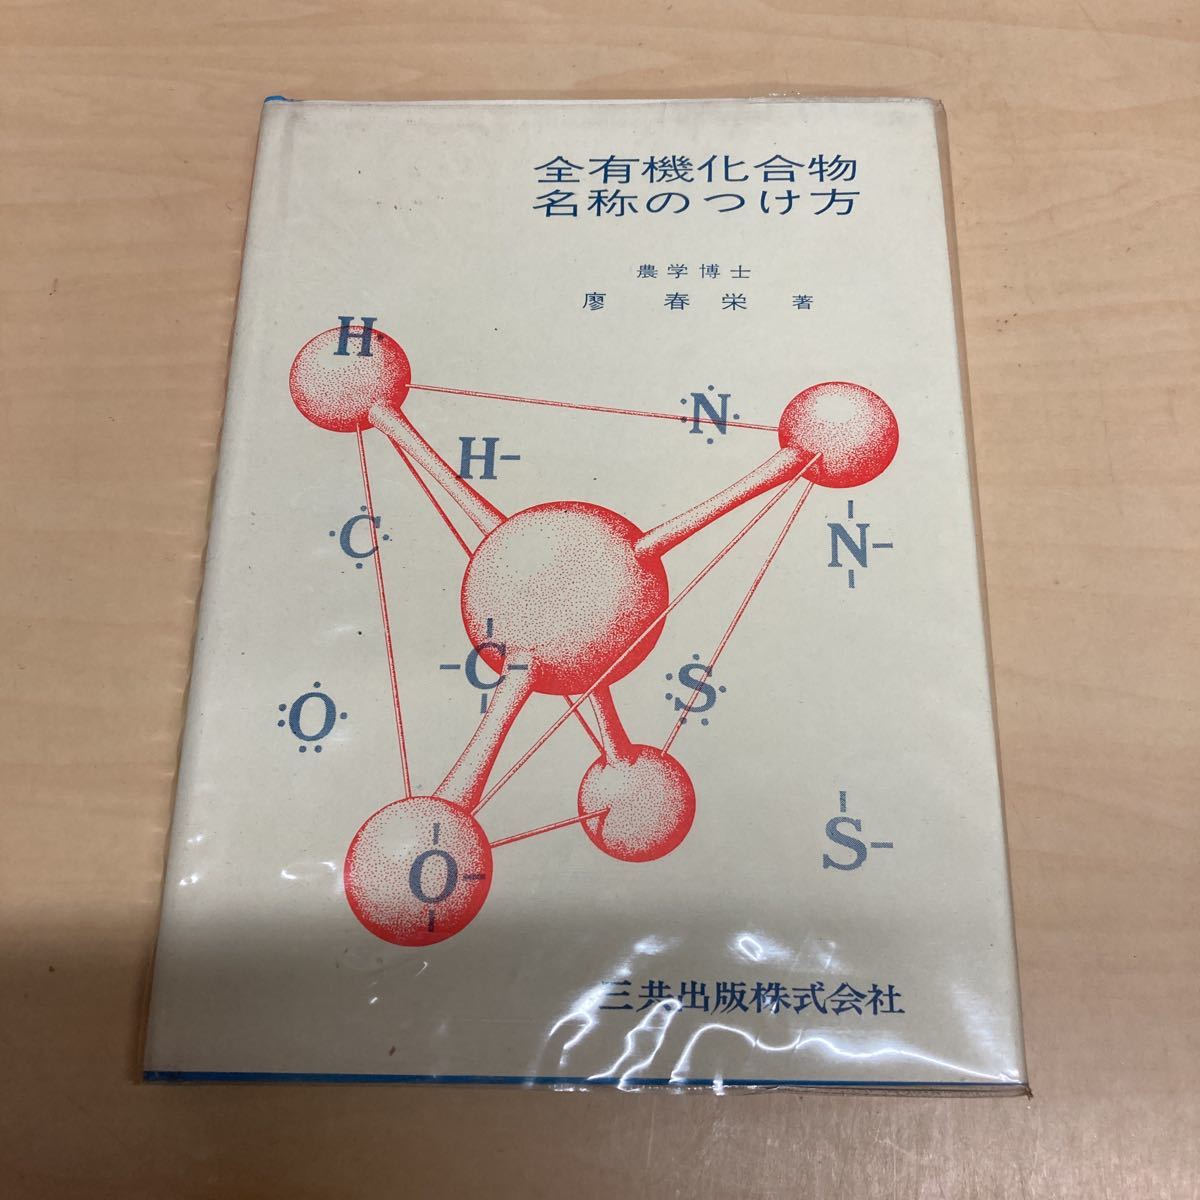 全有機化合物
名称のつけ方
農学博士
廖 春栄 著
H
N
H-
C
-N-
-C-
S
O
S-
O-
三共出版株式会社